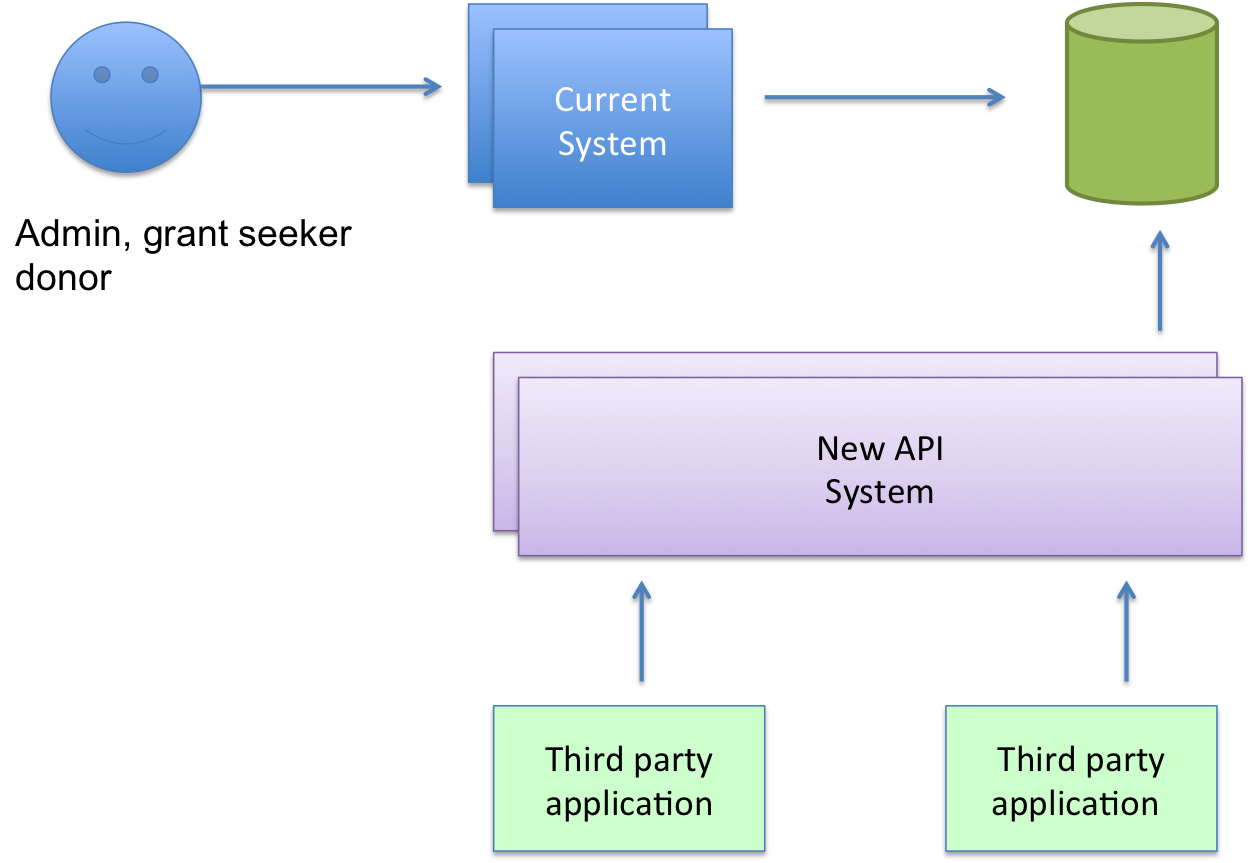 Current
System
Admin, grant seeker
donor
New API
System
Third party
application
Third party
application